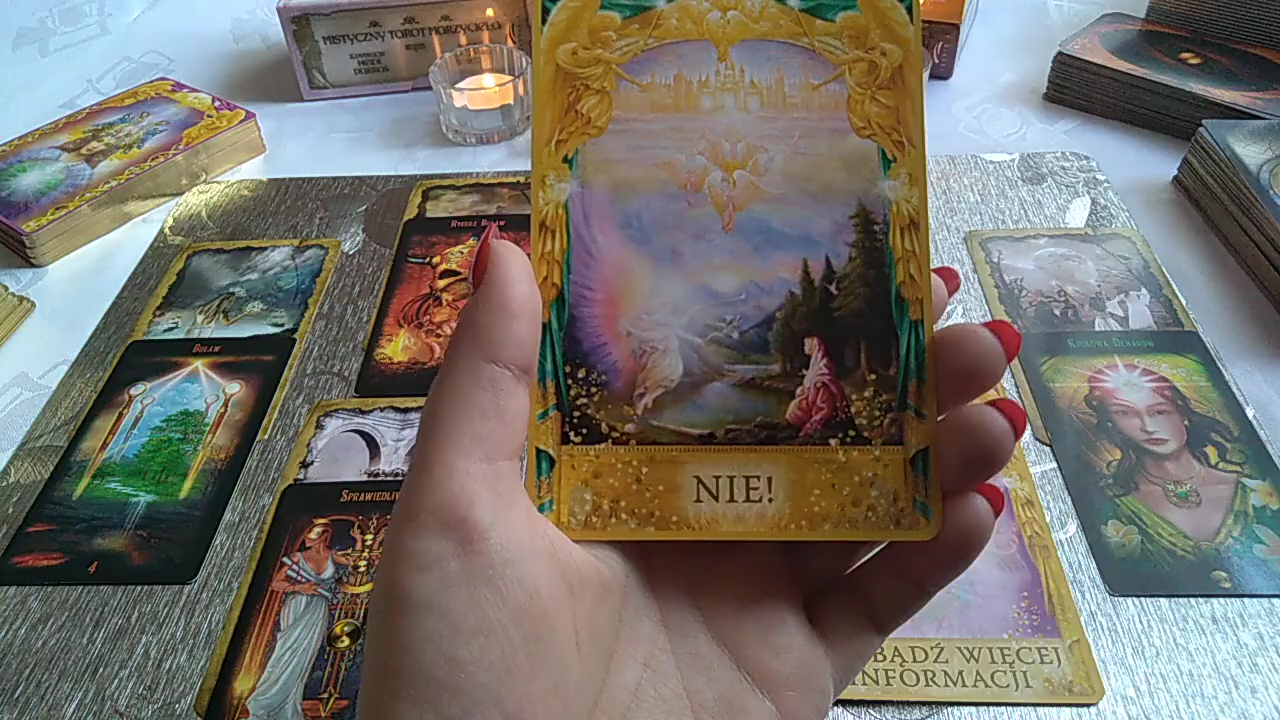 MISTYCZNY TAROT MARZYCIELA
RYCERZ BUŁAW
BUŁAW
KRÓLOWA DENARÓW
SPRAWIEDLIW
NIE!
4
BĄDŹ WIĘCEJ
INFORMACJI